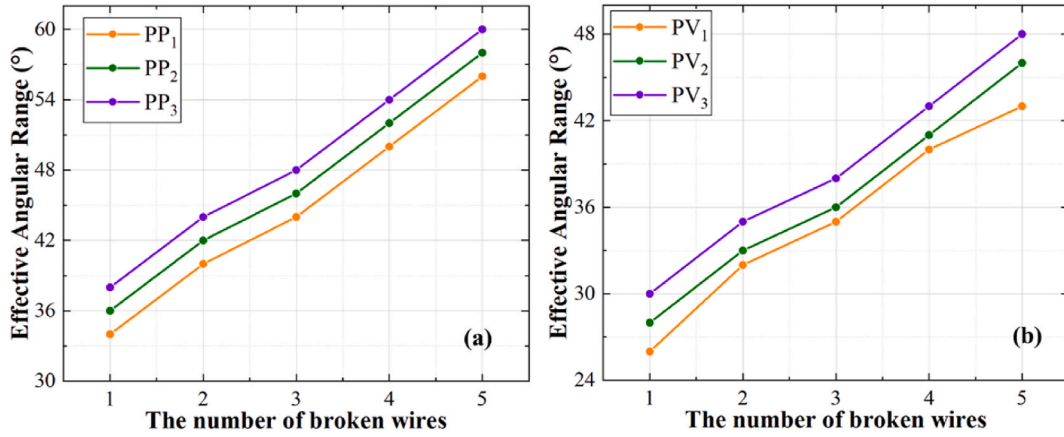 Effective Angular Range (°)
60
54
48
42
36
30
PP1
PP2
PP3
(a)
1 2 3 4 5
The number of broken wires
Effective Angular Range (°)
48
42
36
30
24
PV1
PV2
PV3
(b)
1 2 3 4 5
The number of broken wires